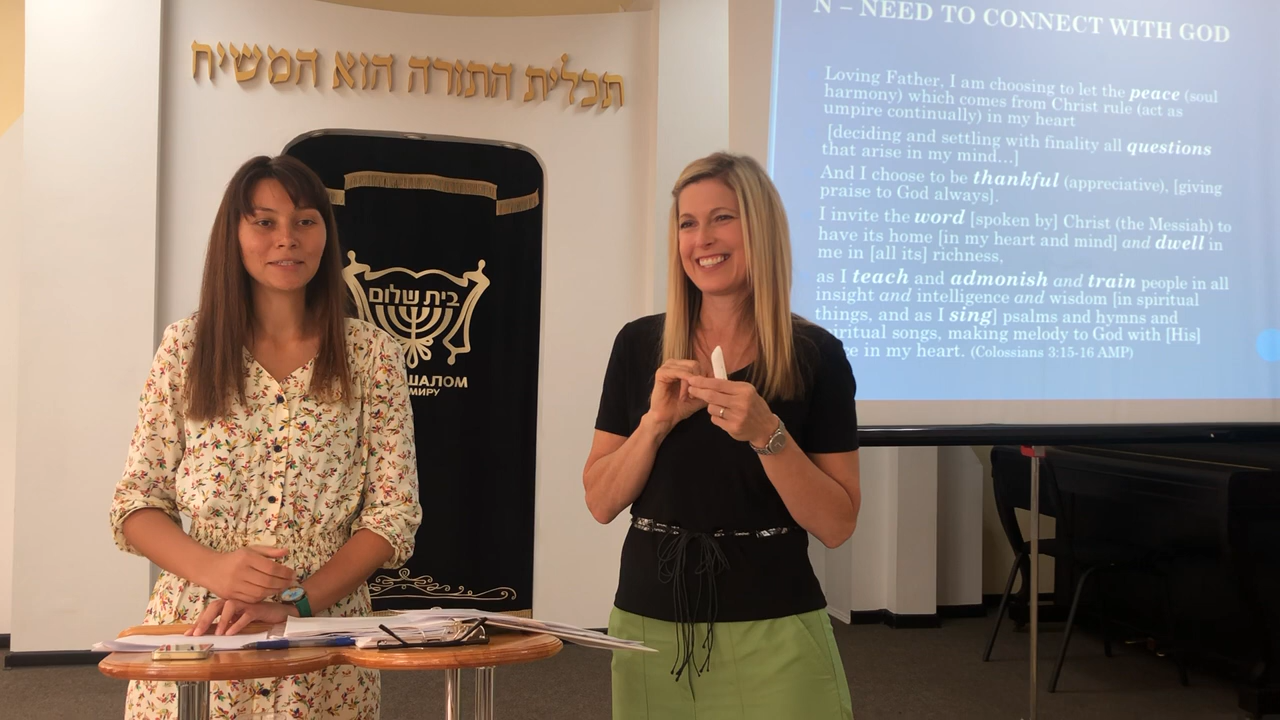 תכלית התורה הוא המשיח
בית שלום
ШАЛОМ
МИРУ
N – NEED TO CONNECT WITH GOD
Loving Father, I am choosing to let the peace (soul
harmony) which comes from Christ rule (act as
umpire continually) in my heart
[deciding and settling with finality all questions
that arise in my mind…]
And I choose to be thankful (appreciative), [giving
praise to God always].
I invite the word [spoken by] Christ (the Messiah) to
have its home [in my heart and mind] and dwell in
me in [all its] richness,
as I teach and admonish and train people in all
insight and intelligence and wisdom [in spiritual
things, and as I sing] psalms and hymns and
spiritual songs, making melody to God with [His]
in my heart. (Colossians 3:15-16 AMP)